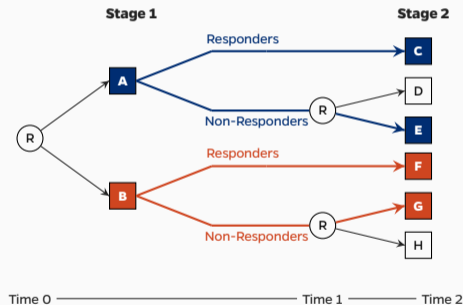 Stage 1
Stage 2
Responders
C
A
D
R
Non-Responders
E
R
Responders
F
B
G
R
Non-Responders
H
Time 0
Time 1
Time 2